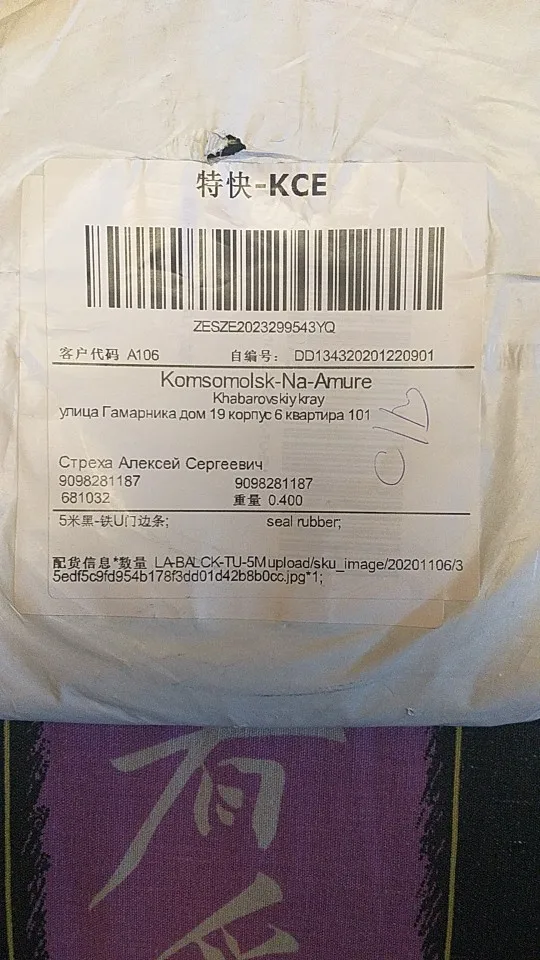 特快-KCE
ZESZE2023299543YQ
客户代码 A106 自编号: DD134320201220901
Komsomolsk-Na-Amure
Khabarovskiy kray
улица Гамарника дом 19 корпус 6 квартира 101
С/Б
Стреха Алексей Сергеевич
9098281187 9098281187
681032 重量 0.400
5米黑-铁U门边条; seal rubber;
配货信息*数量 LA-BALCK-TU-5M upload/sku_image/20201106/3
5edf5c9fd954b178f3dd01d42b8b0cc.jpg*1;
有